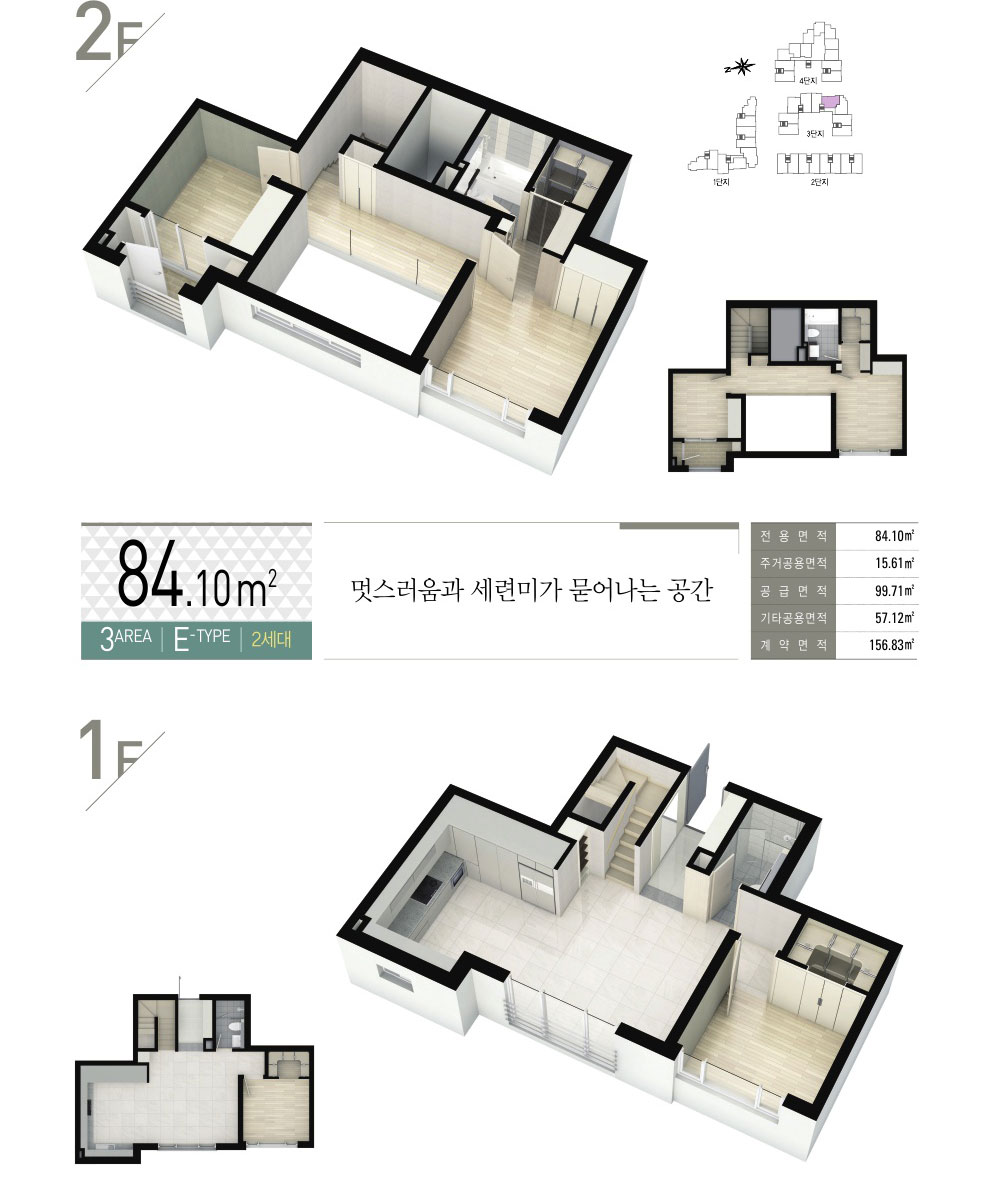 2F
4단지
3단지
1단지
2단지
84.10m²
3AREA | E-TYPE | 2세대
멋스러움과 세련미가 묻어나는 공간
전용면적 84.10㎡
주거공용면적 15.61㎡
공급면적 99.71㎡
기타공용면적 57.12㎡
계약면적 156.83㎡
1F